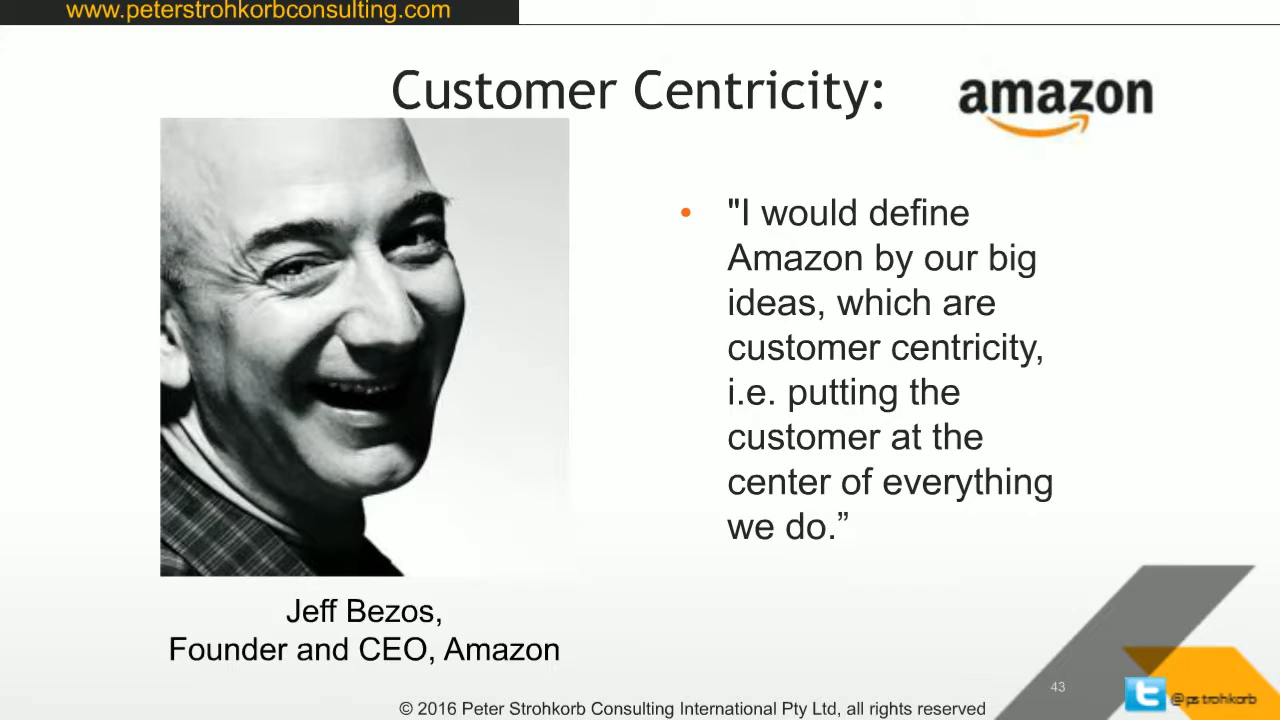 www.peterstrohkorbconsulting.com
Customer Centricity:
amazon
• "I would define
Amazon by our big
ideas, which are
customer centricity,
i.e. putting the
customer at the
center of everything
we do.”
Jeff Bezos,
Founder and CEO, Amazon
43
@pstrohkorb
© 2016 Peter Strohkorb Consulting International Pty Ltd, all rights reserved